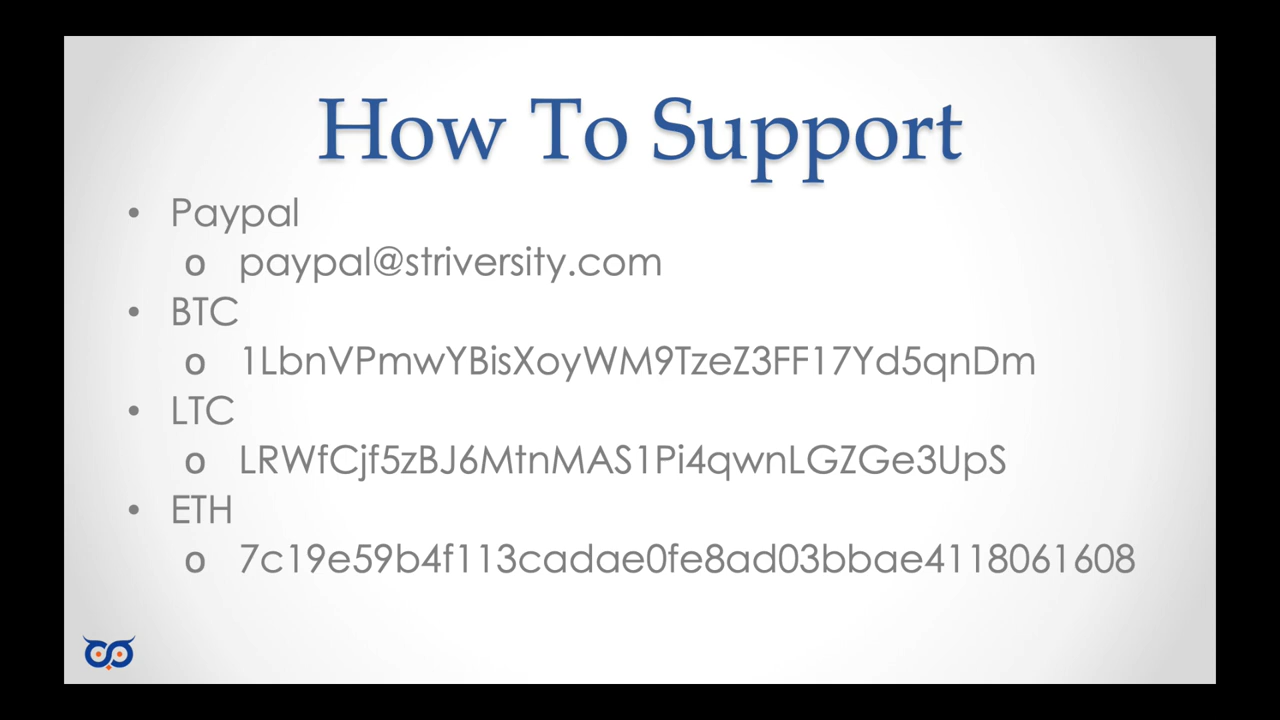 How To Support
• Paypal
o paypal@striversity.com
• BTC
o 1LbnVPmwYBisXoyWM9TzeZ3FF17Yd5qnDm
• LTC
o LRWfCjf5zBJ6MtnMAS1Pi4qwnLGZGe3UpS
• ETH
o 7c19e59b4f113cadae0fe8ad03bbae4118061608